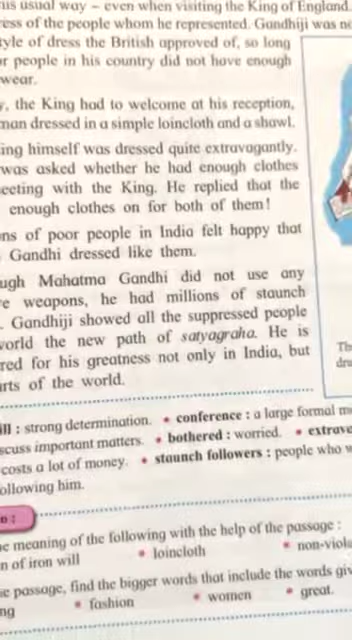 his usual way – even when visiting the King of England.
ress of the people whom he represented. Gandhiji was no
tyle of dress the British approved of, so long
or people in his country did not have enough
wear.
y, the King had to welcome at his reception,
man dressed in a simple loincloth and a shawl.
ing himself was dressed quite extravagantly.
was asked whether he had enough clothes
eeting with the King. He replied that the
enough clothes on for both of them!
ns of poor people in India felt happy that
Gandhi dressed like them.
ugh Mahatma Gandhi did not use any
e weapons, he had millions of staunch
. Gandhiji showed all the suppressed people
world the new path of satyagraha. He is
red for his greatness not only in India, but
arts of the world.
Th
dre
ill : strong determination. • conference : a large formal me
scuss important matters. • bothered : worried. • extrava
costs a lot of money. • staunch followers : people who w
ollowing him.
n :
he meaning of the following with the help of the passage :
n of iron will • loincloth • non-viole
e passage, find the bigger words that include the words giv
ng • fashion • women • great.